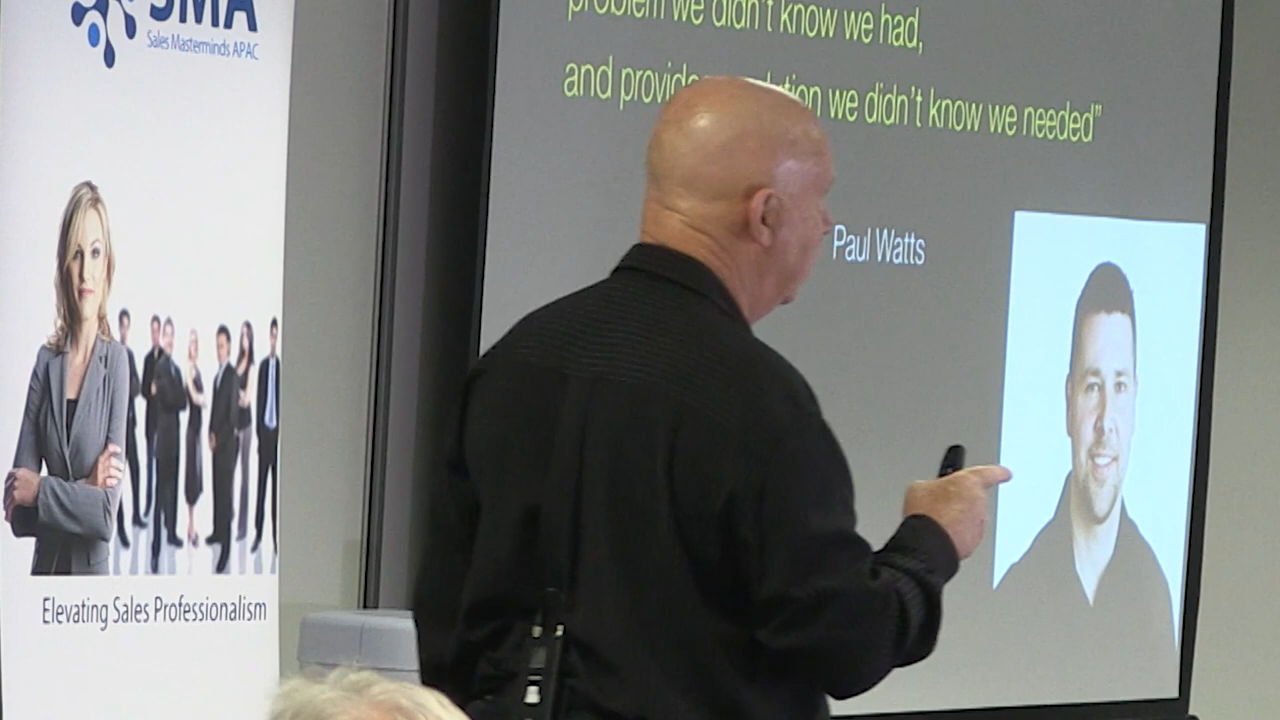 SMA
Sales Masterminds APAC
Elevating Sales Professionalism
problem we didn't know we had,
and provide we didn't know we needed"
Paul Watts